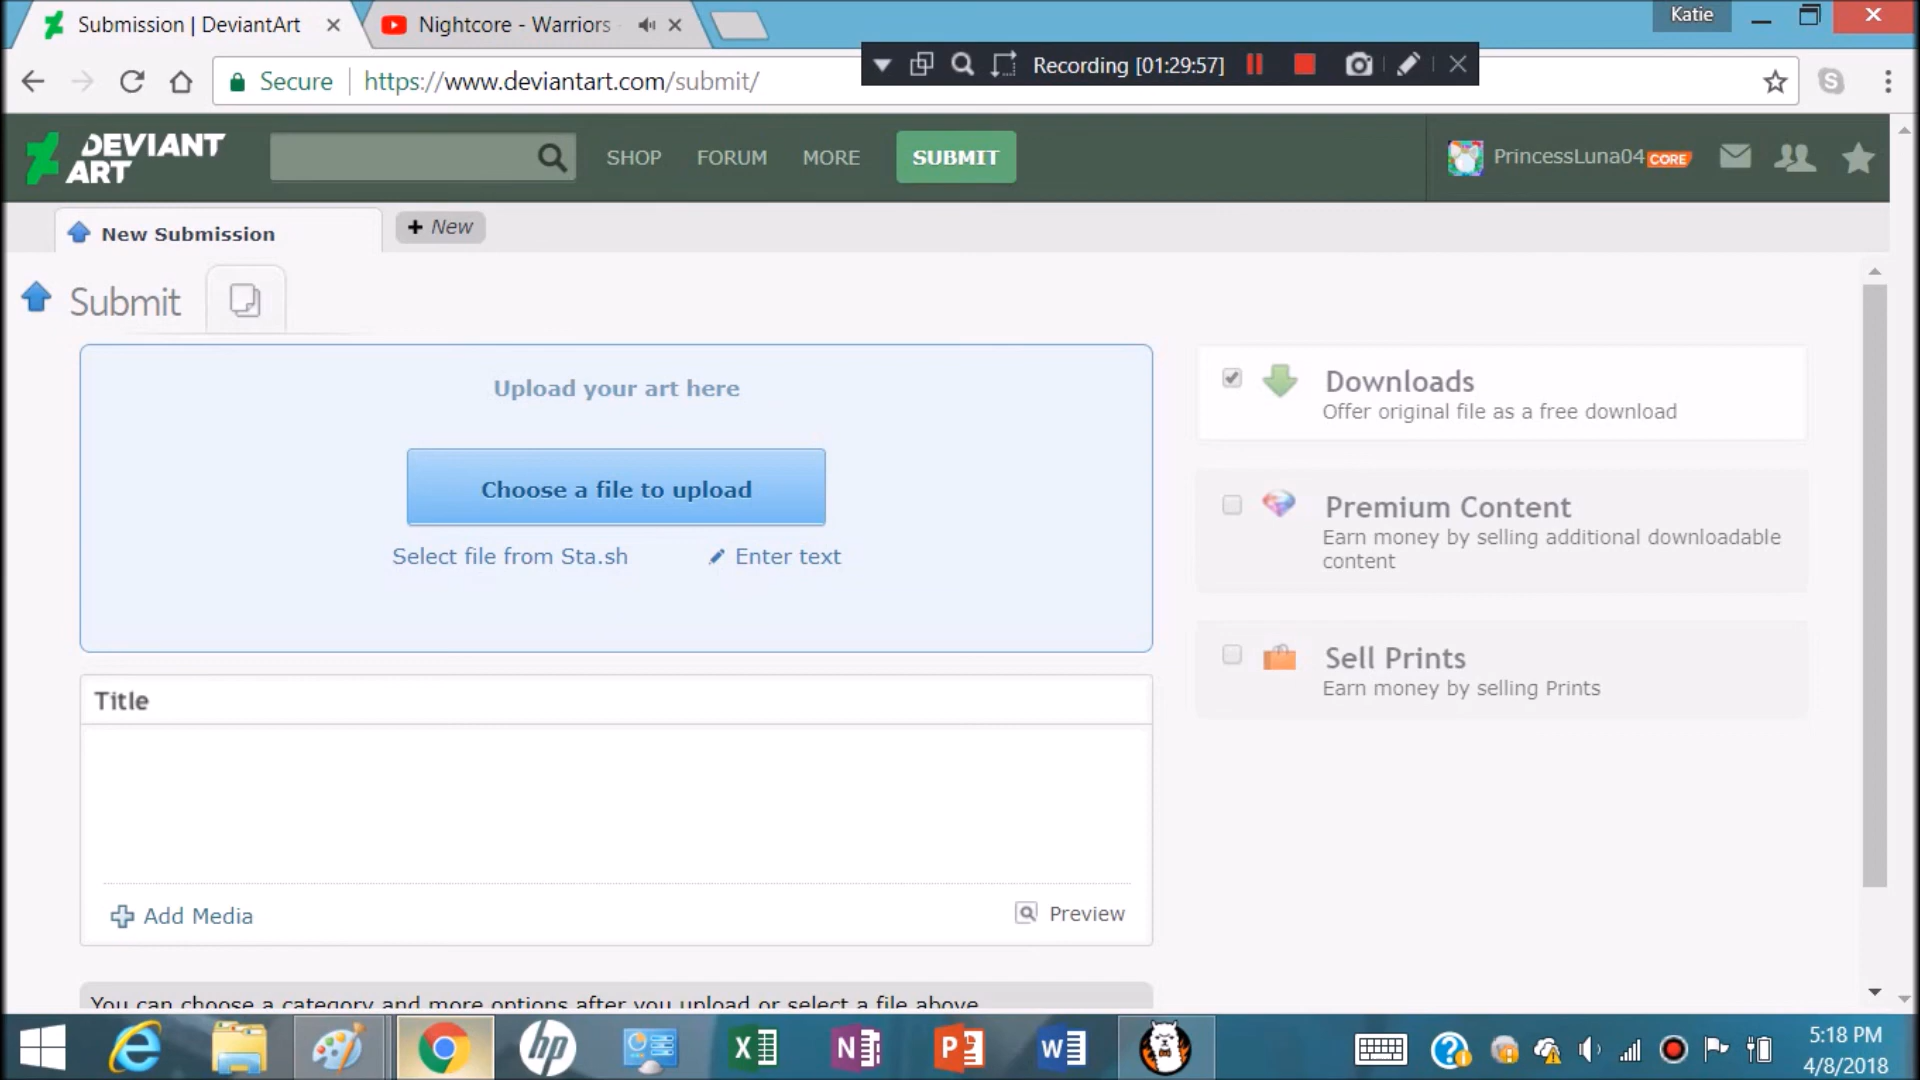 Submission | DeviantArt
Nightcore - Warriors
Katie
Secure
https://www.deviantart.com/submit/
Recording [01:29:57]
DEVIANT
ART
SHOP
FORUM
MORE
SUBMIT
PrincessLuna04 CORE
New Submission
+ New
Submit
Upload your art here
Choose a file to upload
Select file from Sta.sh
Enter text
Downloads
Offer original file as a free download
Premium Content
Earn money by selling additional downloadable
content
Sell Prints
Earn money by selling Prints
Title
Add Media
Preview
You can choose a category and more options after you upload or select a file above
hp
X
N
P
W
5:18 PM
4/8/2018